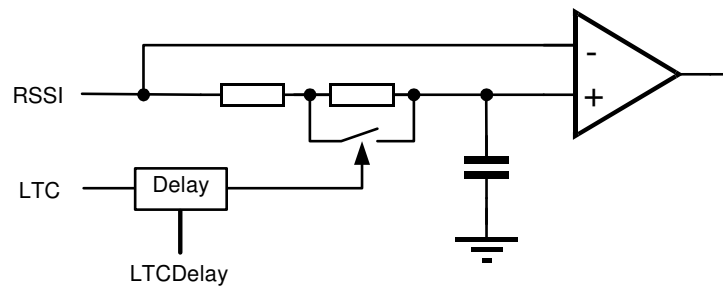 -
RSSI
+
LTC
Delay
LTCDelay